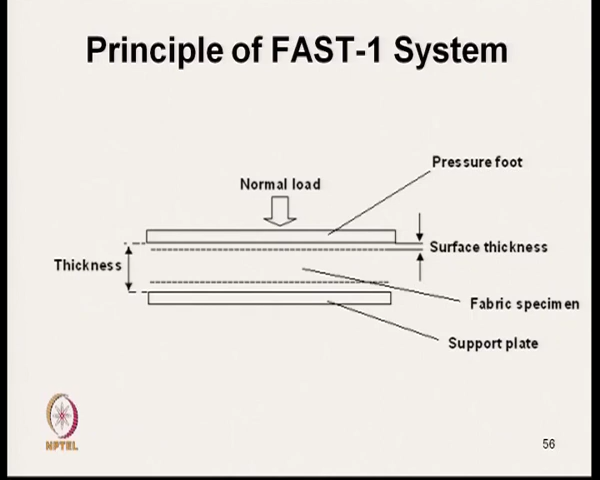 Principle of FAST-1 System
Pressure foot
Normal load
Surface thickness
Thickness
Fabric specimen
Support plate
NPTEL
56